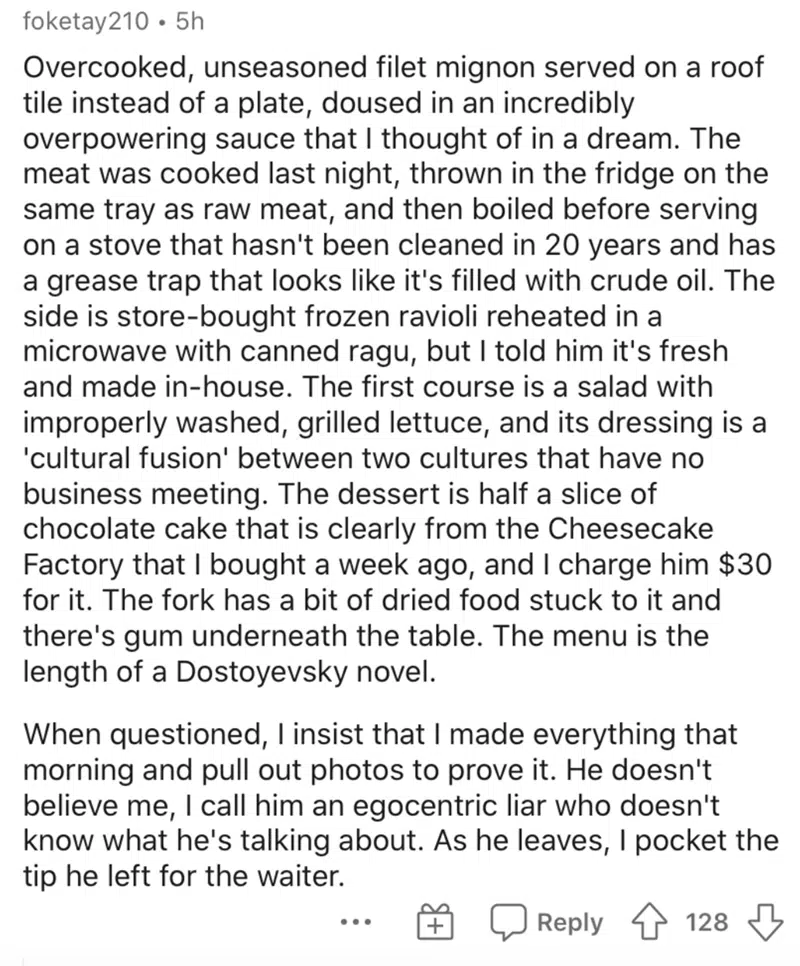 foketay210 • 5h
Overcooked, unseasoned filet mignon served on a roof
tile instead of a plate, doused in an incredibly
overpowering sauce that I thought of in a dream. The
meat was cooked last night, thrown in the fridge on the
same tray as raw meat, and then boiled before serving
on a stove that hasn't been cleaned in 20 years and has
a grease trap that looks like it's filled with crude oil. The
side is store-bought frozen ravioli reheated in a
microwave with canned ragu, but I told him it's fresh
and made in-house. The first course is a salad with
improperly washed, grilled lettuce, and its dressing is a
'cultural fusion' between two cultures that have no
business meeting. The dessert is half a slice of
chocolate cake that is clearly from the Cheesecake
Factory that I bought a week ago, and I charge him $30
for it. The fork has a bit of dried food stuck to it and
there's gum underneath the table. The menu is the
length of a Dostoyevsky novel.
When questioned, I insist that I made everything that
morning and pull out photos to prove it. He doesn't
believe me, I call him an egocentric liar who doesn't
know what he's talking about. As he leaves, I pocket the
tip he left for the waiter.
Reply 128